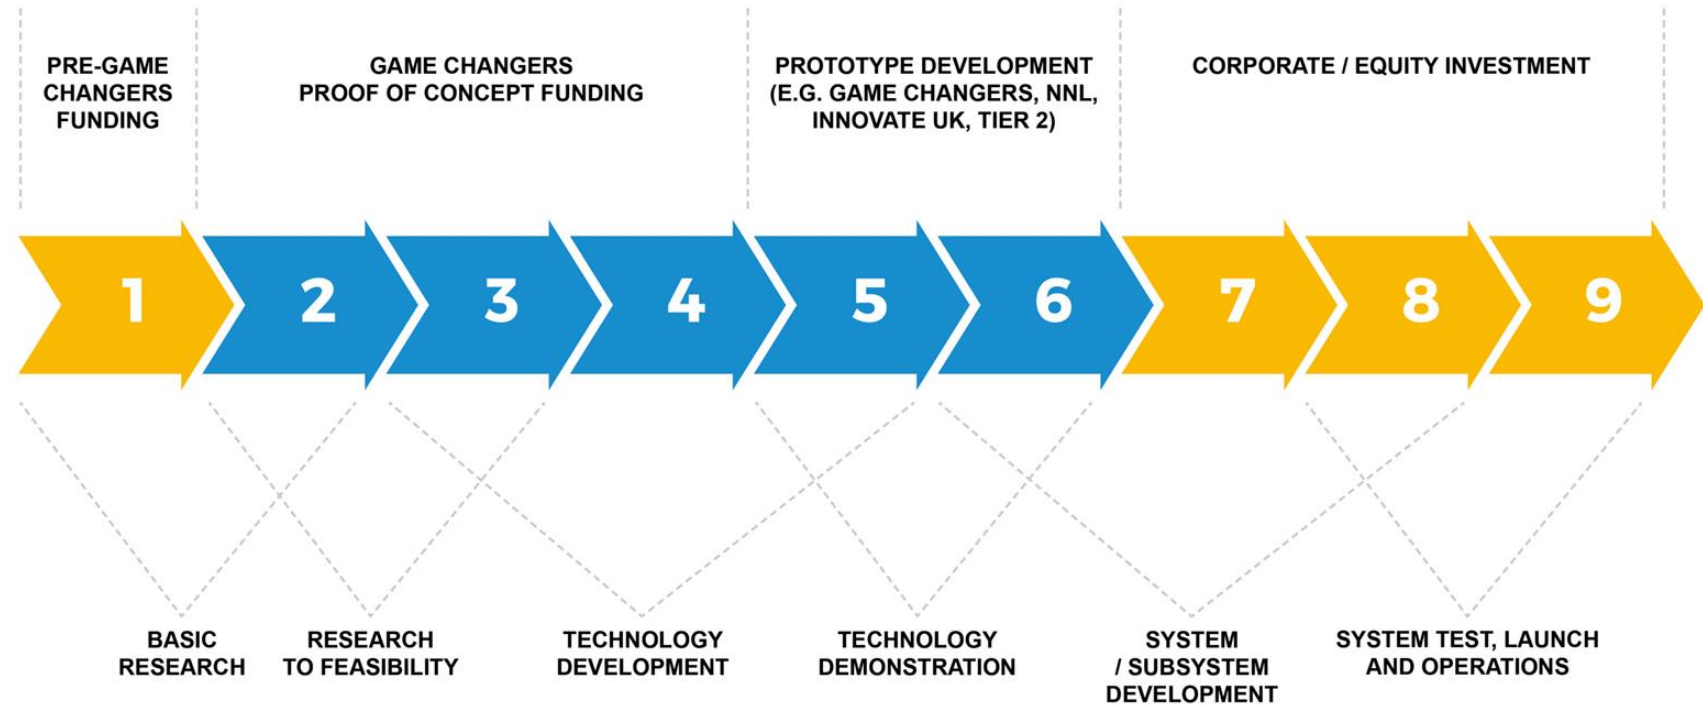 PRE-GAME
CHANGERS
FUNDING
GAME CHANGERS
PROOF OF CONCEPT FUNDING
PROTOTYPE DEVELOPMENT
(E.G. GAME CHANGERS, NNL,
INNOVATE UK, TIER 2)
CORPORATE / EQUITY INVESTMENT
1
2
3
4
5
6
7
8
9
BASIC
RESEARCH
RESEARCH
TO FEASIBILITY
TECHNOLOGY
DEVELOPMENT
TECHNOLOGY
DEMONSTRATION
SYSTEM
/ SUBSYSTEM
DEVELOPMENT
SYSTEM TEST, LAUNCH
AND OPERATIONS